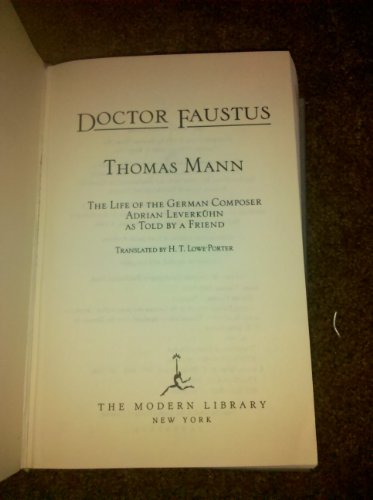 DOCTOR FAUSTUS
THOMAS MANN
THE LIFE OF THE GERMAN COMPOSER
ADRIAN LEVERKÜHN
AS TOLD BY A FRIEND
TRANSLATED BY H. T. LOWE-PORTER
THE MODERN LIBRARY
NEW YORK